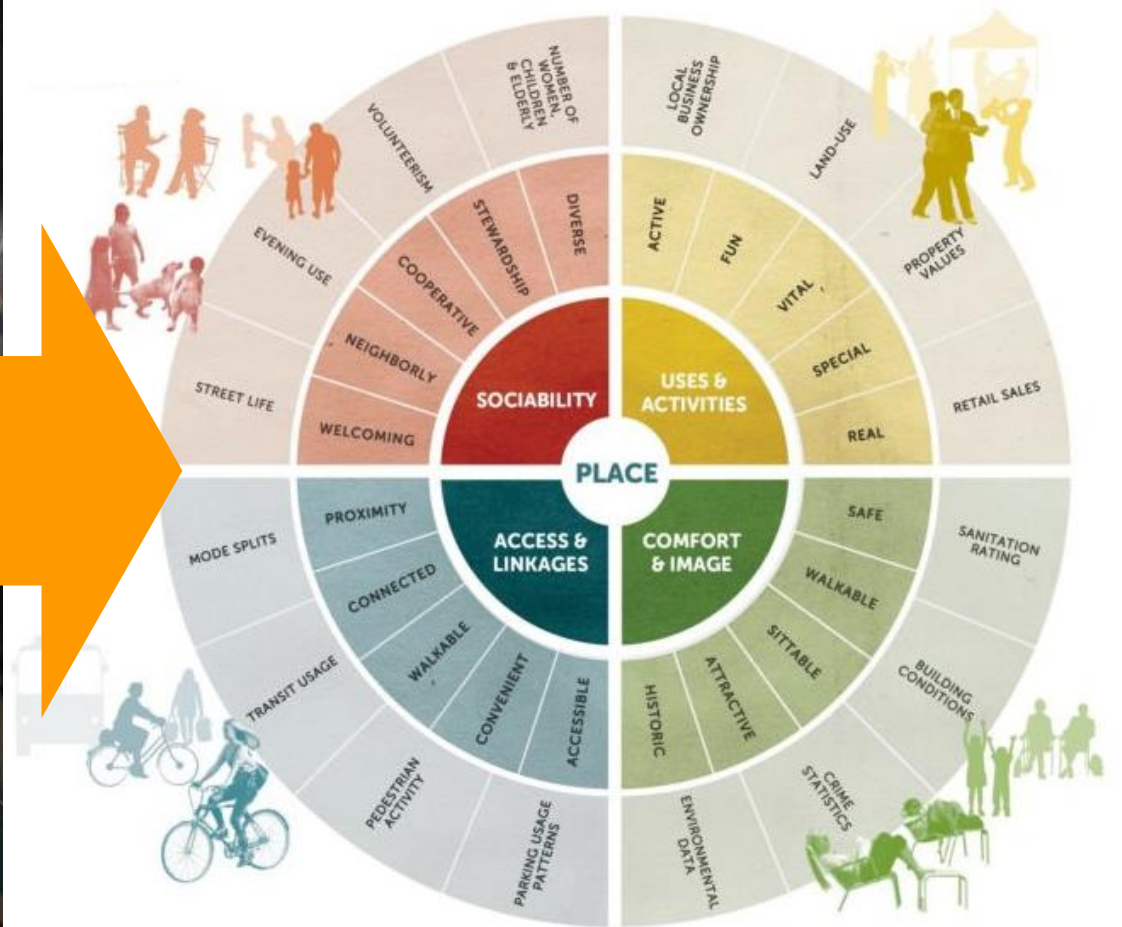 NUMBER OF
WOMEN,
CHILDREN
& ELDERLY
VOLUNTEERISM
EVENING USE
STREET LIFE
DIVERSE
STEWARDSHIP
COOPERATIVE
NEIGHBORLY
WELCOMING
SOCIABILITY
LOCAL
BUSINESS
OWNERSHIP
LAND-USE
PROPERTY
VALUES
RETAIL SALES
ACTIVE
FUN
VITAL
SPECIAL
REAL
USES &
ACTIVITIES
PLACE
ACCESS &
LINKAGES
PROXIMITY
CONNECTED
WALKABLE
CONVENIENT
ACCESSIBLE
MODE SPLITS
TRANSIT USAGE
PEDESTRIAN
ACTIVITY
PARKING USAGE
PATTERNS
COMFORT
& IMAGE
SAFE
WALKABLE
SITTABLE
ATTRACTIVE
HISTORIC
SANITATION
RATING
BUILDING
CONDITIONS
CRIME
STATISTICS
ENVIRONMENTAL
DATA